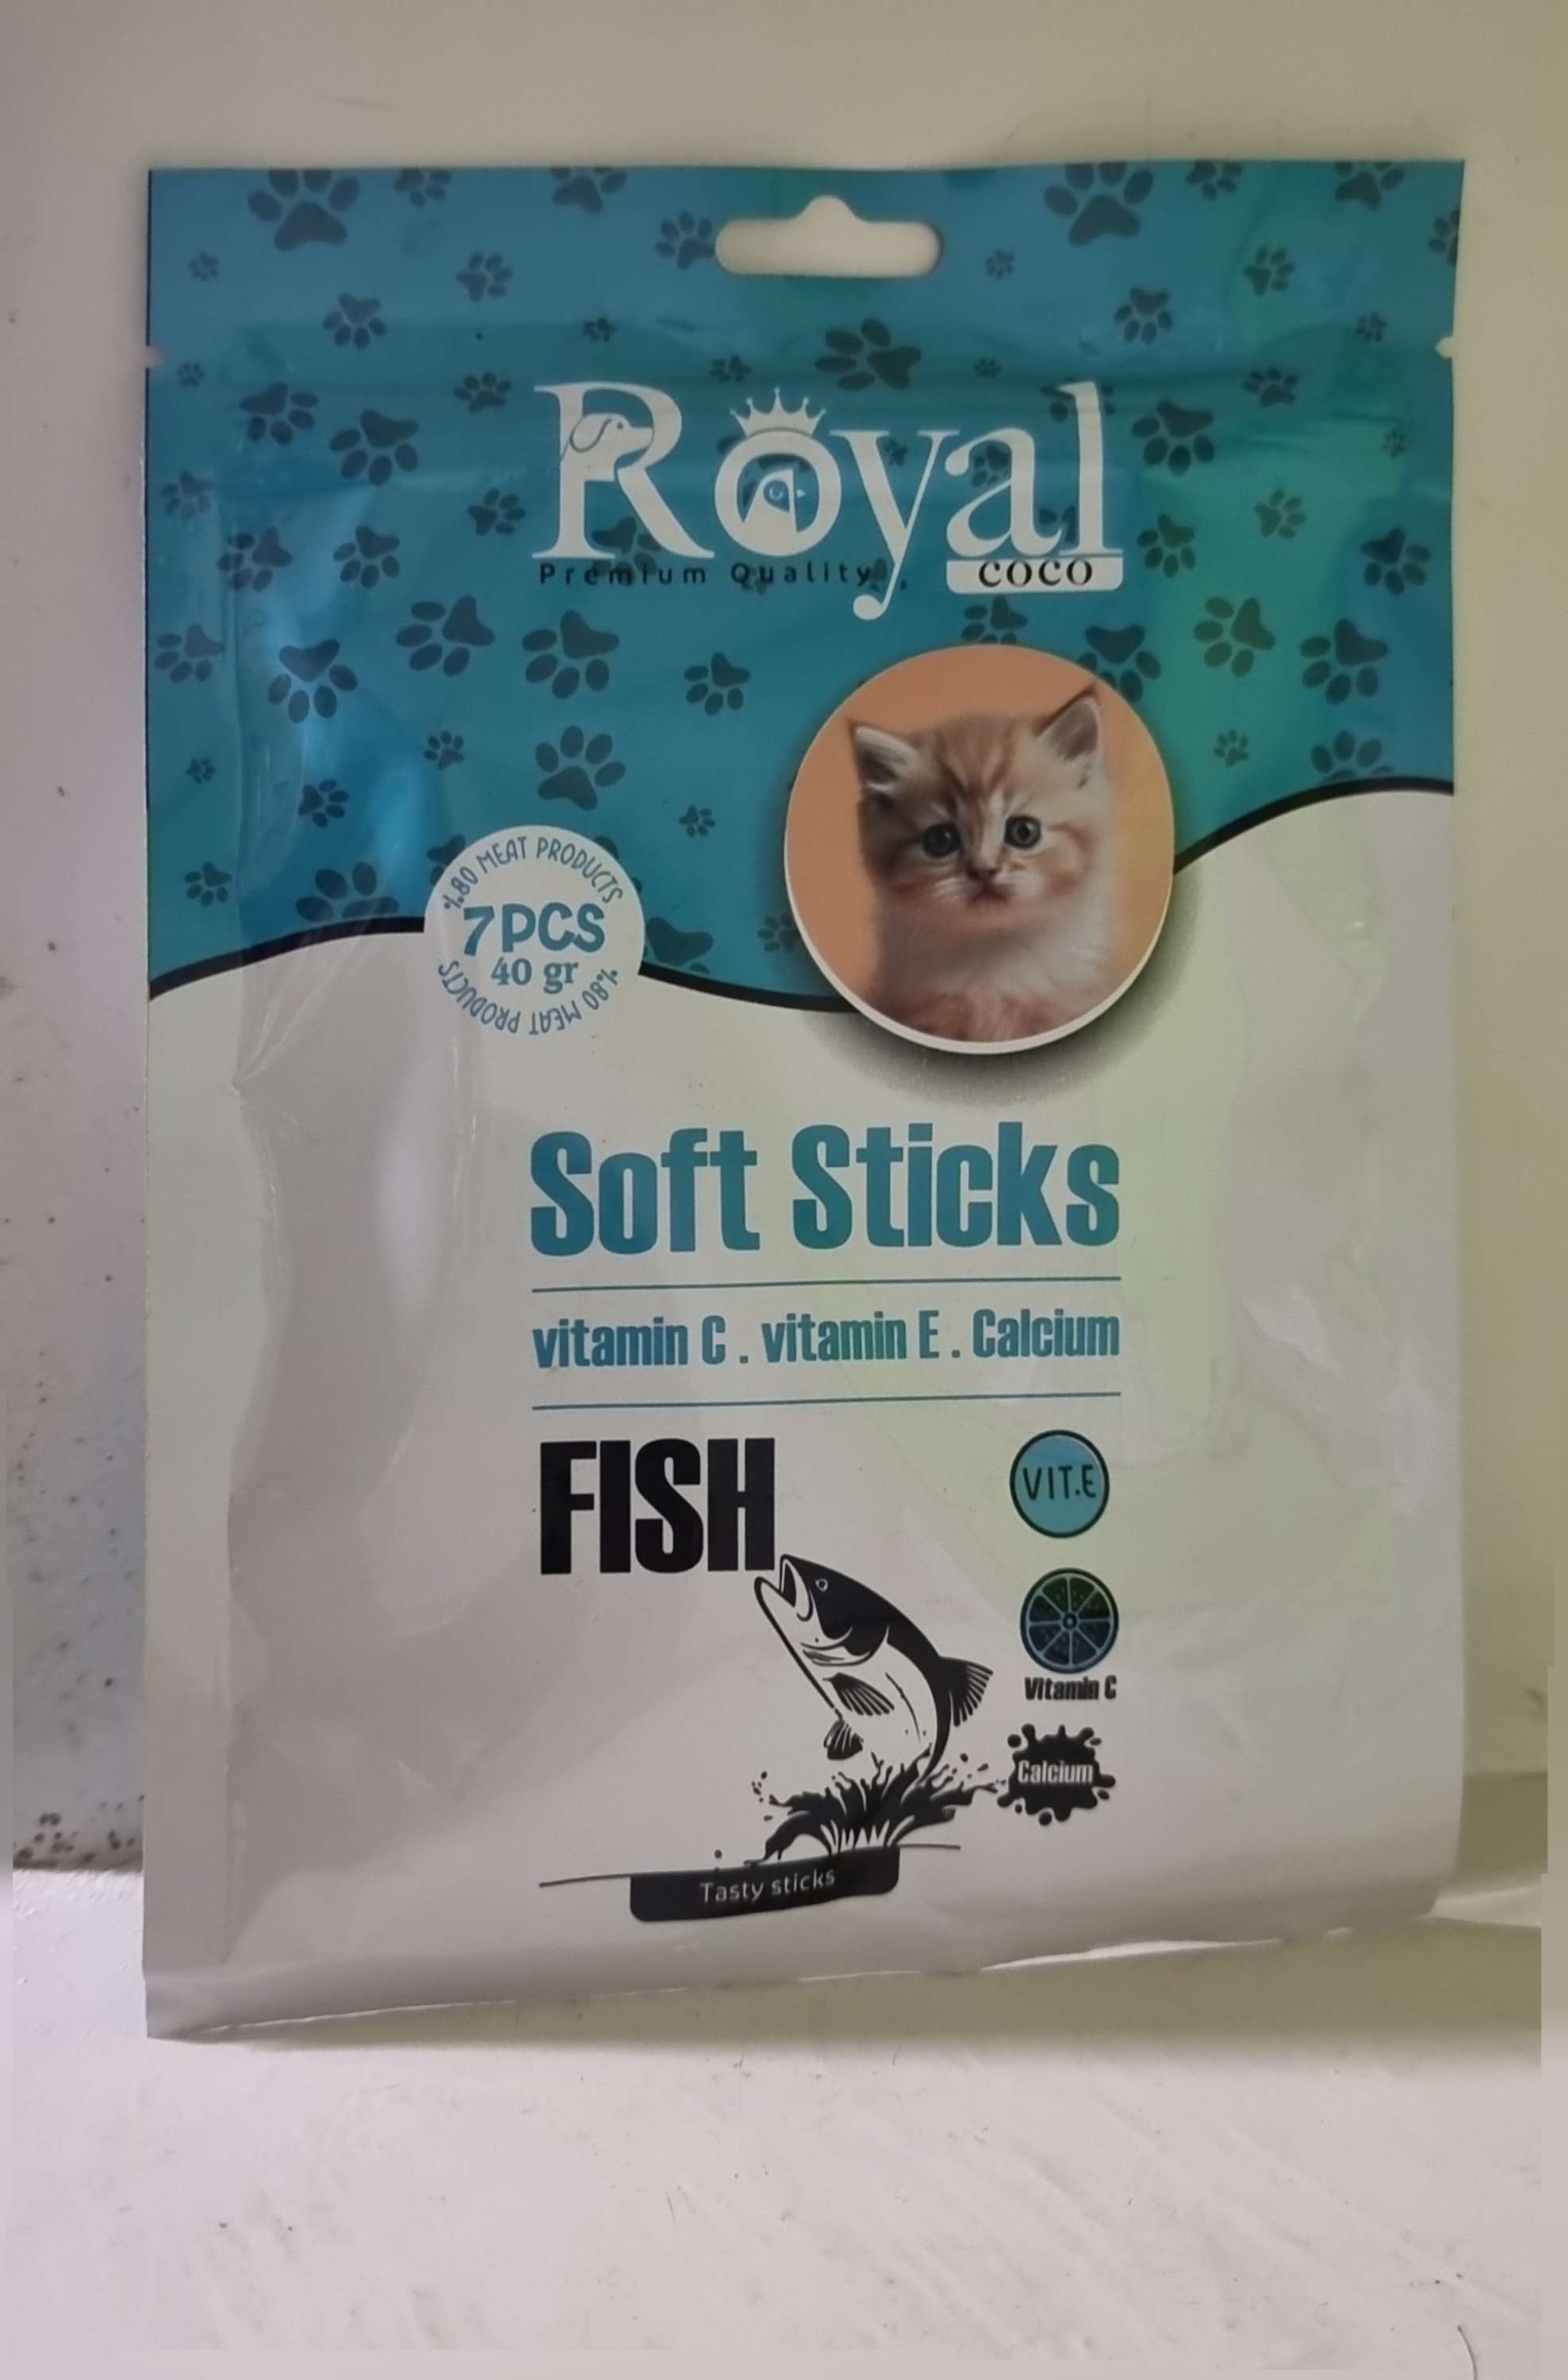 Royal
Premium Quality
COCO
%80 MEAT PRODUCTS
7PCS
40 gr
%80 MEAT PRODUCTS
Soft Sticks
vitamin C . vitamin E . Calcium
FISH
VIT.E
Vitamin C
Calcium
Tasty sticks